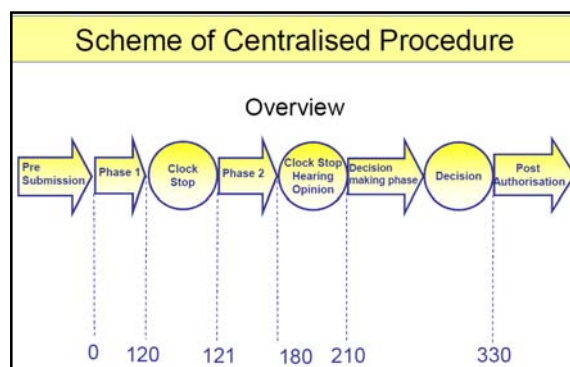 Scheme of Centralised Procedure
Overview
Pre
Submission
Phase 1
Clock
Stop
Phase 2
Clock Stop
Hearing
Opinion
Decision
making phase
Decision
Post
Authorisation
0 120 121 180 210 330